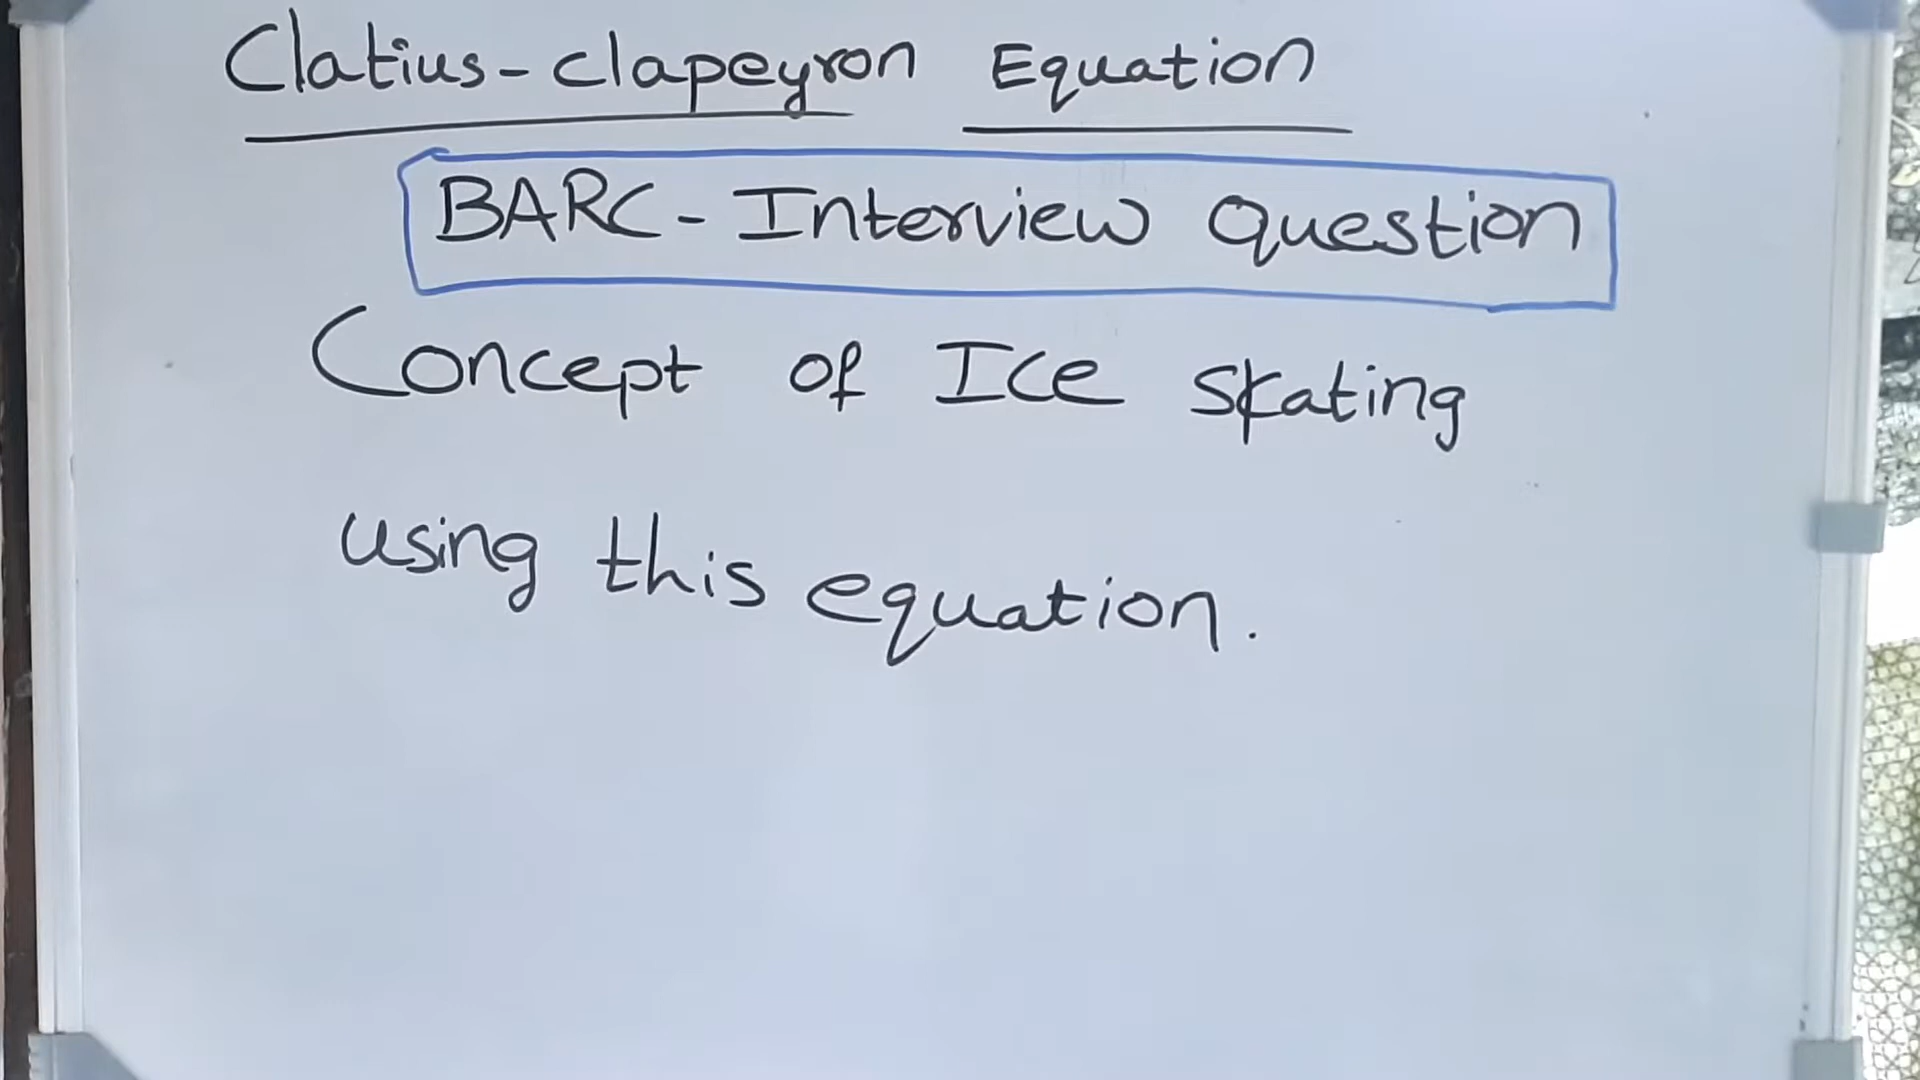 Clatius-clapeyron Equation
BARC-Interview Question
Concept of Ice skating
using this equation.